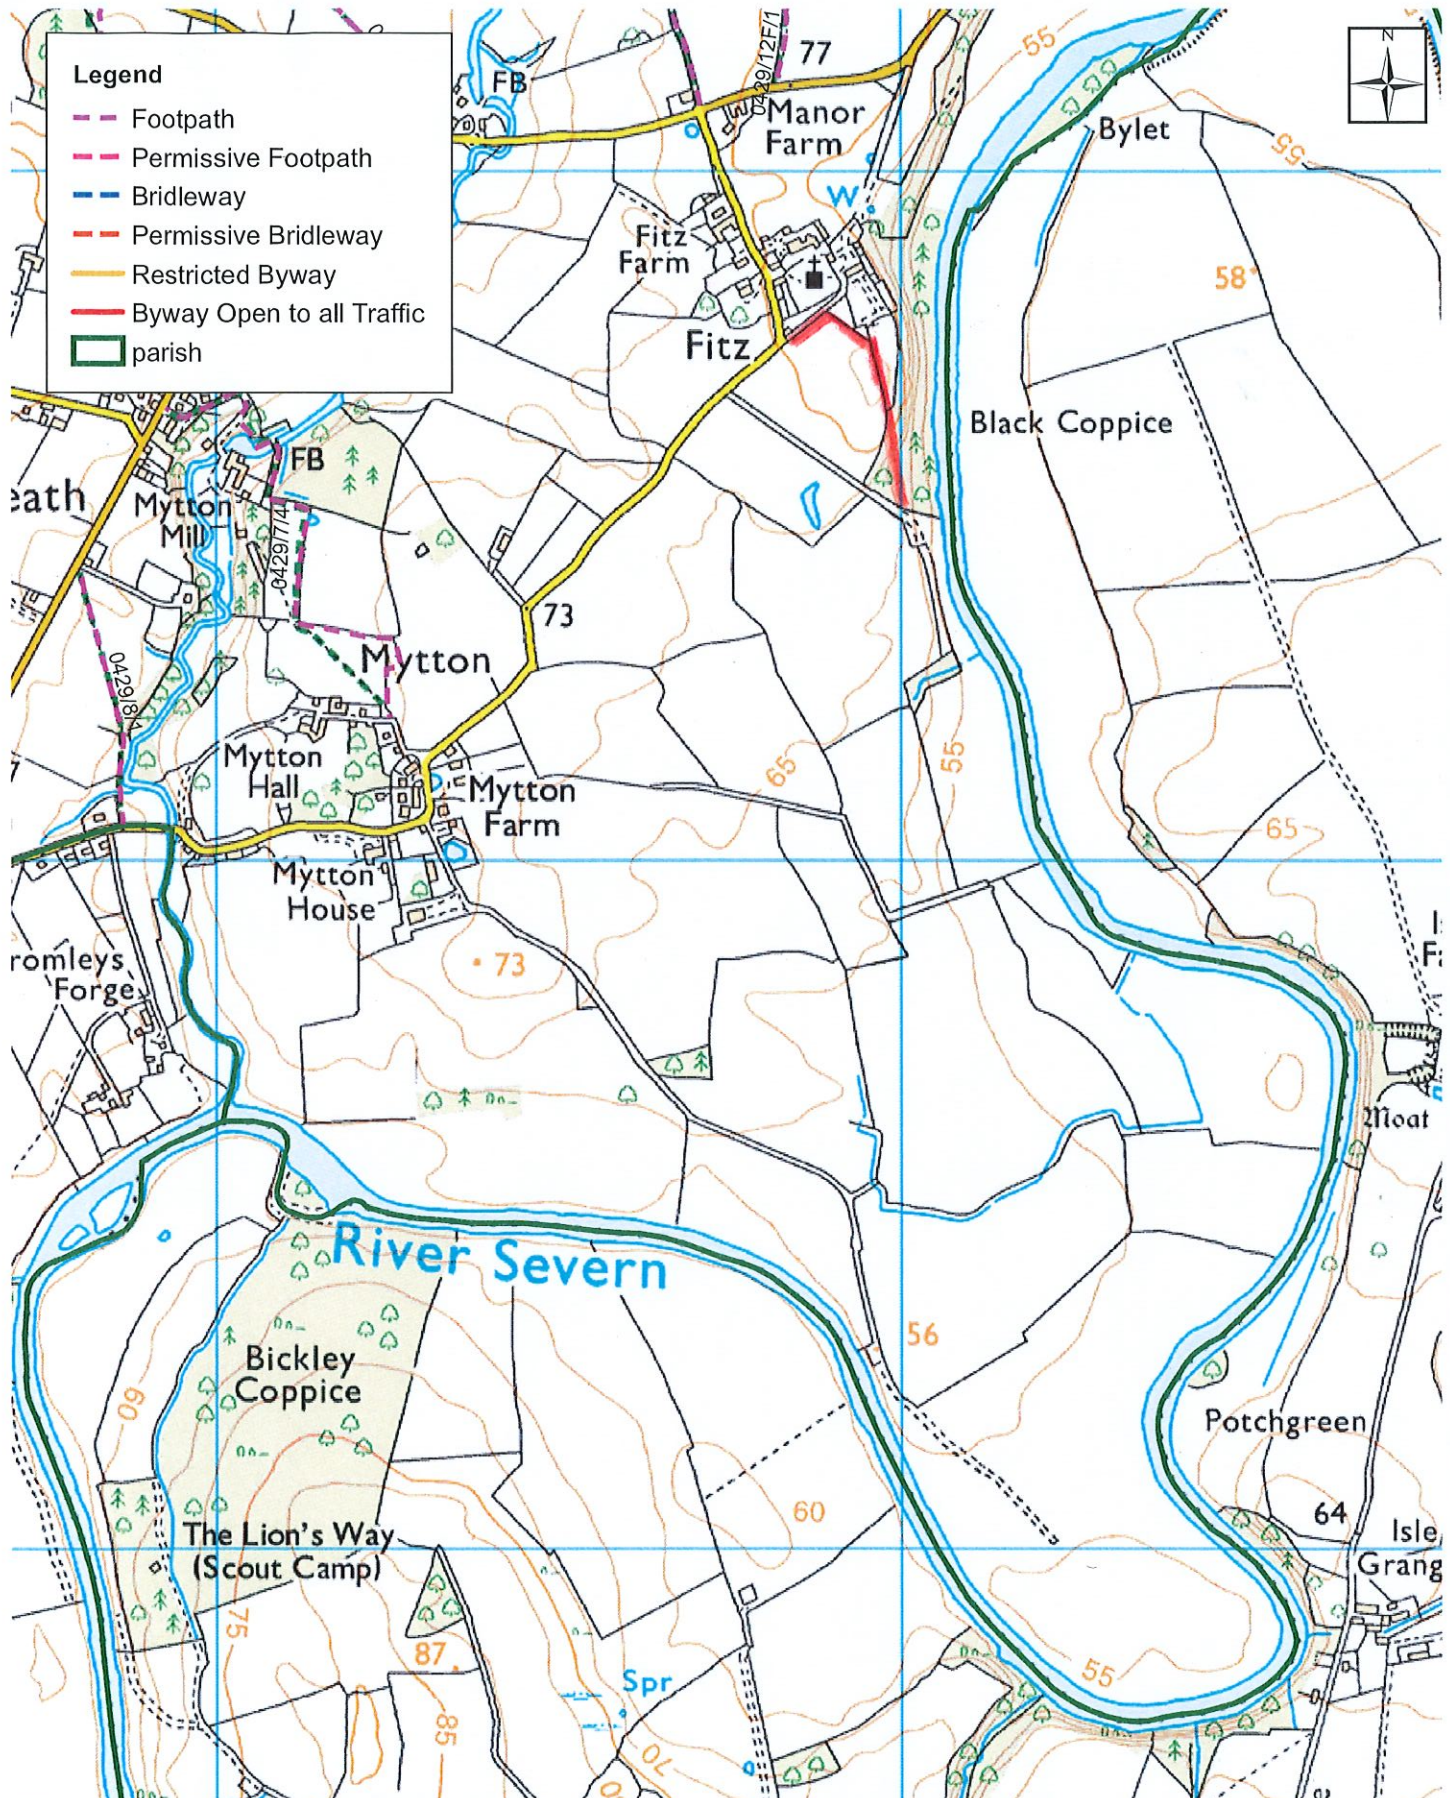 Legend
Footpath
Permissive Footpath
Bridleway
Permissive Bridleway
Restricted Byway
Byway Open to all Traffic
parish
N
FB
0429/12F/1
77
Manor
Farm
55
Bylet
55
W
Fitz
Farm
58
Fitz
Black Coppice
FB
eath
Mytton
Mill
0429/7/4
73
Mytton
0429/8/1
Mytton
Hall
Mytton
Farm
65
55
65
Mytton
House
romleys
Forge
73
Moat
River Severn
56
Bickley
Coppice
60
Potchgreen
60
64
The Lion's Way
(Scout Camp)
Isle
Grang
75
87
85
Spr
70
55